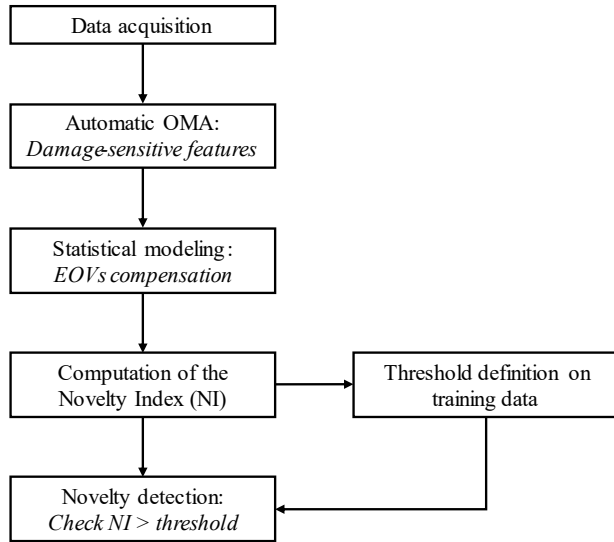 Data acquisition
Automatic OMA:
Damage-sensitive features
Statistical modeling:
EOVs compensation
Computation of the
Novelty Index (NI)
Threshold definition on
training data
Novelty detection:
Check NI > threshold